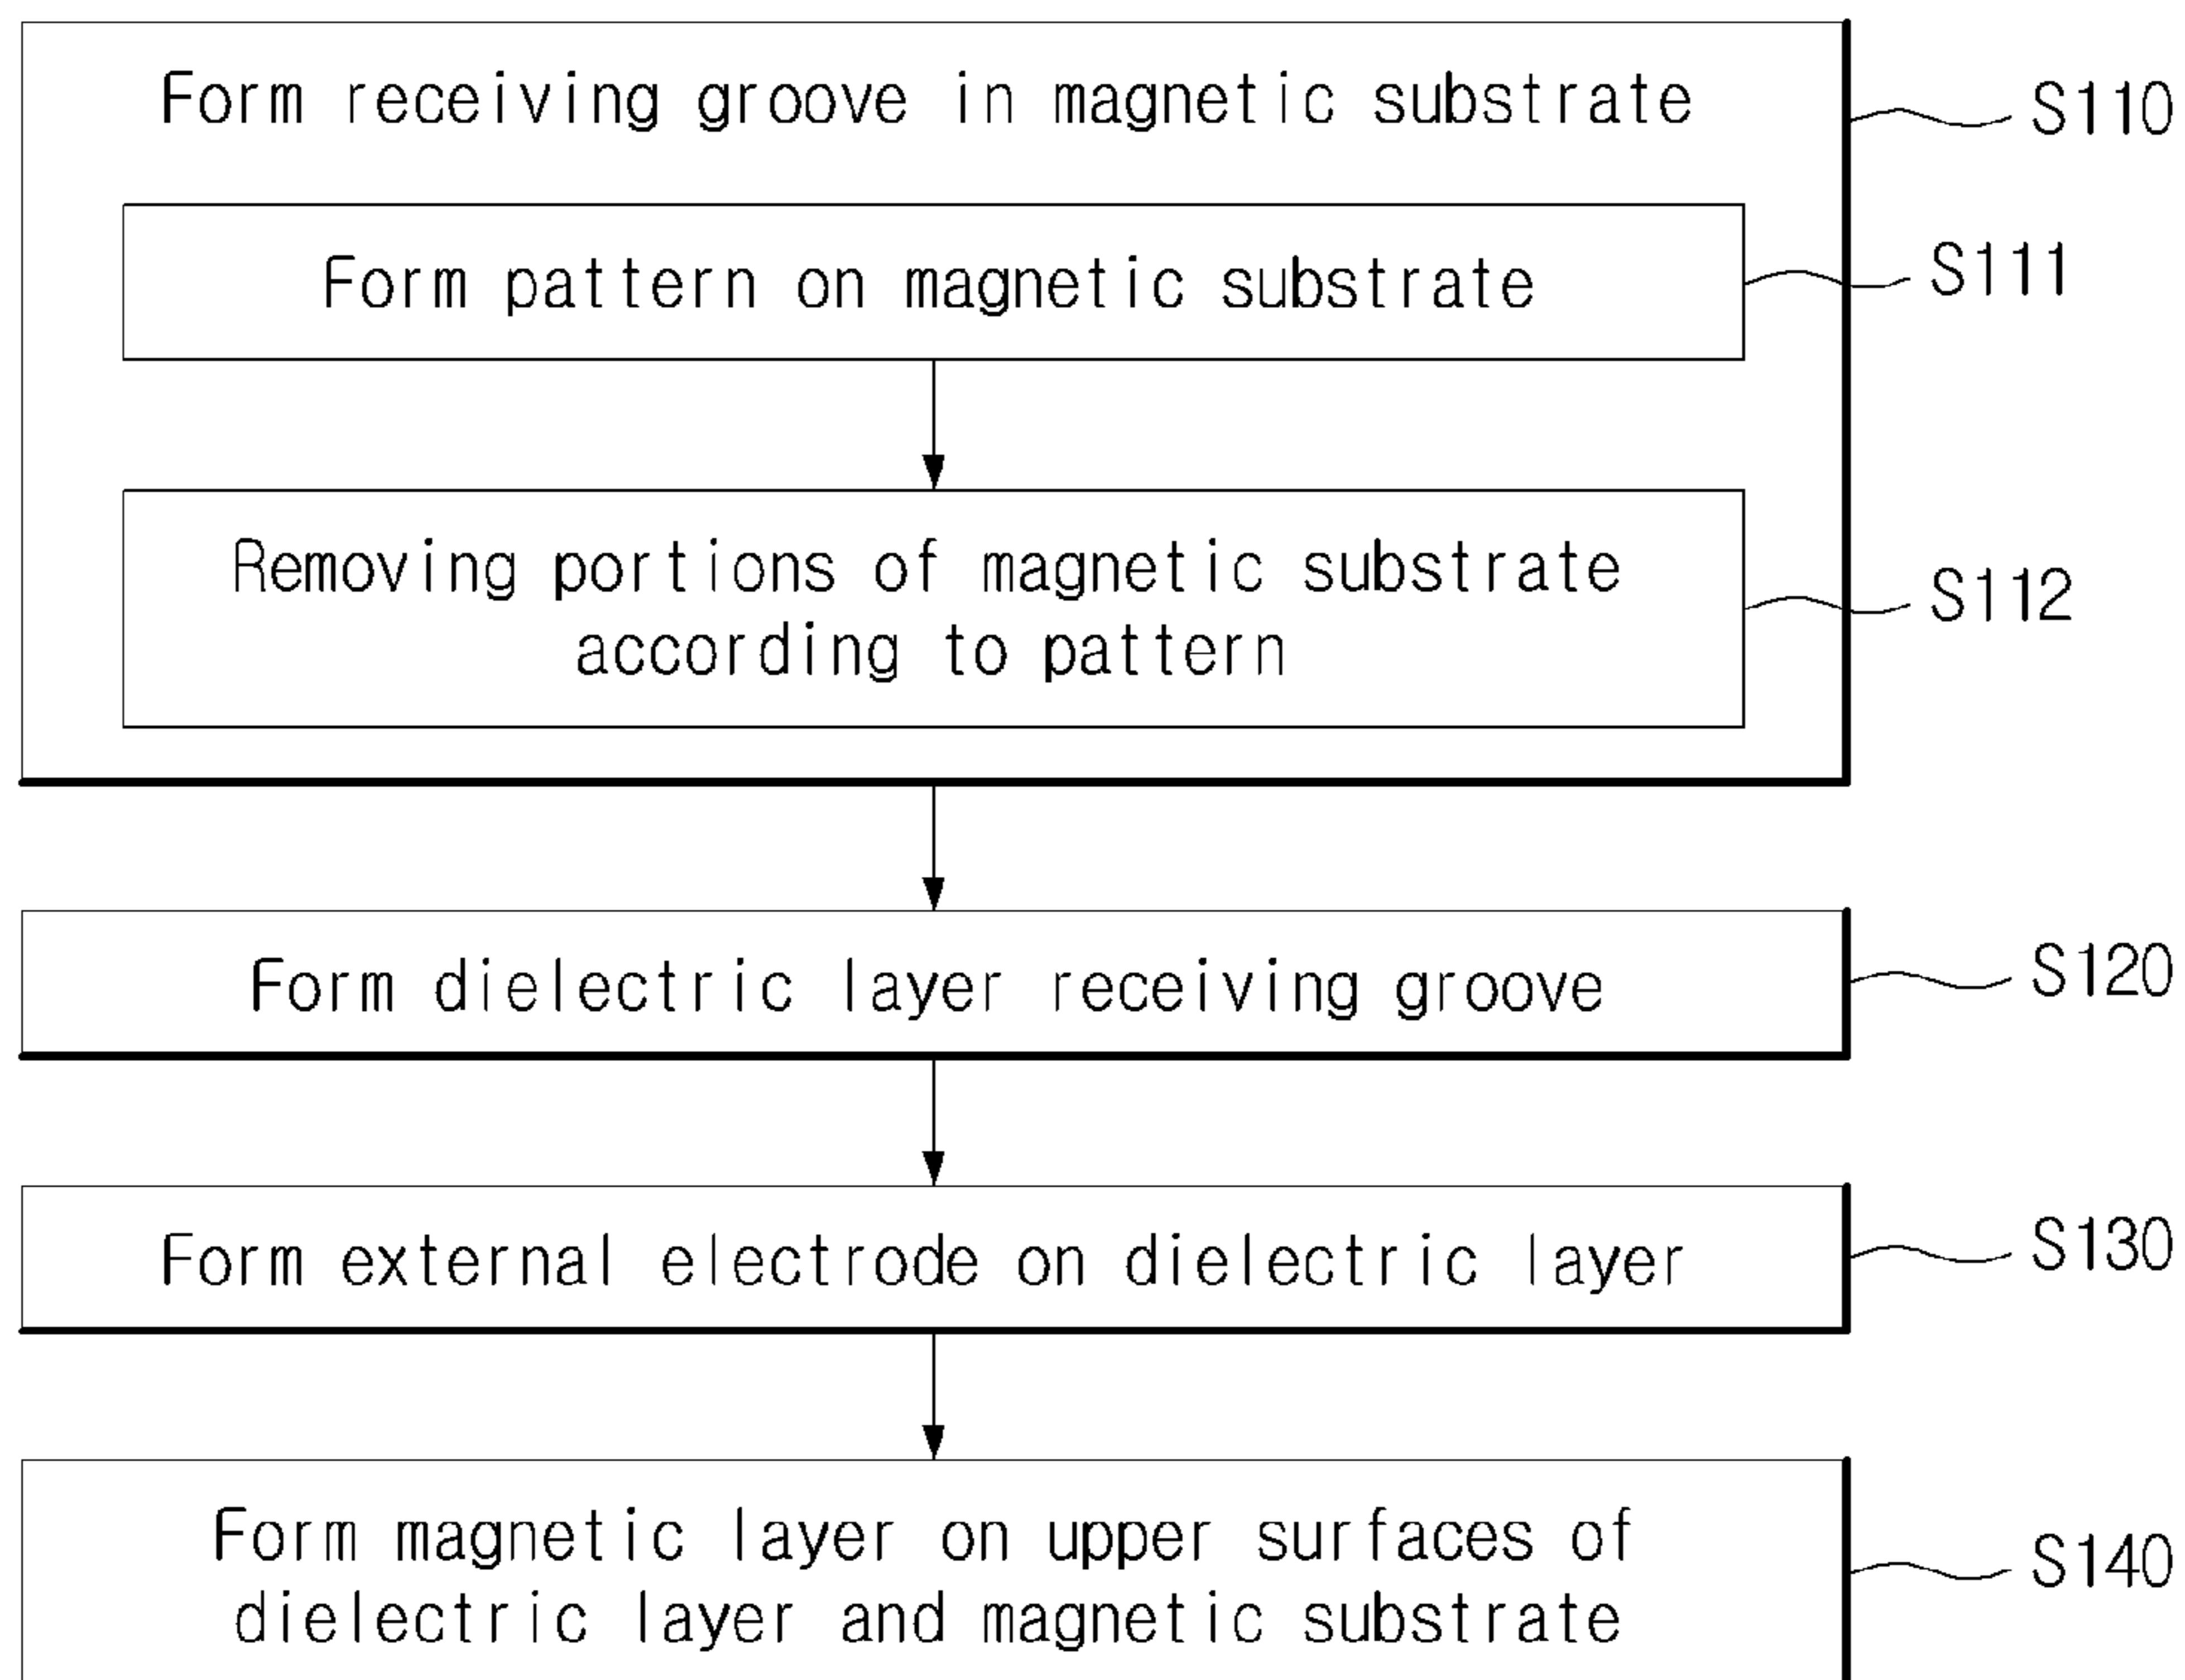 Form receiving groove in magnetic substrate
S110
Form pattern on magnetic substrate
S111
Removing portions of magnetic substrate
according to pattern
S112
Form dielectric layer receiving groove
S120
Form external electrode on dielectric layer
S130
Form magnetic layer on upper surfaces of
dielectric layer and magnetic substrate
S140